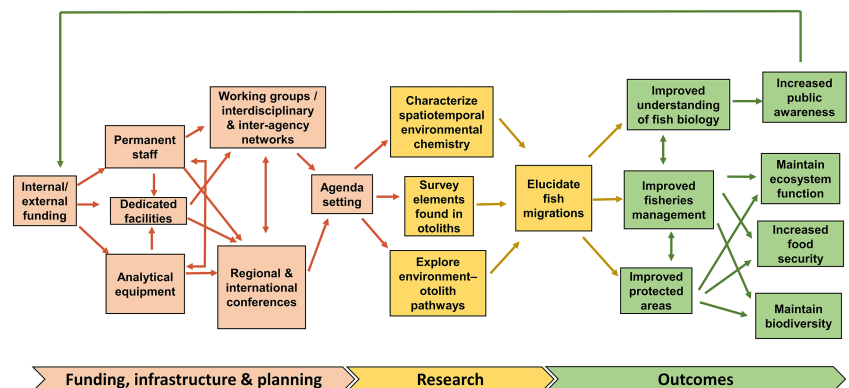 Internal/
external
funding
Permanent
staff
Dedicated
facilities
Analytical
equipment
Working groups /
interdisciplinary
& inter-agency
networks
Regional &
international
conferences
Agenda
setting
Characterize
spatiotemporal
environmental
chemistry
Survey
elements
found in
otoliths
Explore
environment–
otolith
pathways
Elucidate
fish
migrations
Improved
understanding
of fish biology
Improved
fisheries
management
Improved
protected
areas
Increased
public
awareness
Maintain
ecosystem
function
Increased
food
security
Maintain
biodiversity
Funding, infrastructure & planning
Research
Outcomes